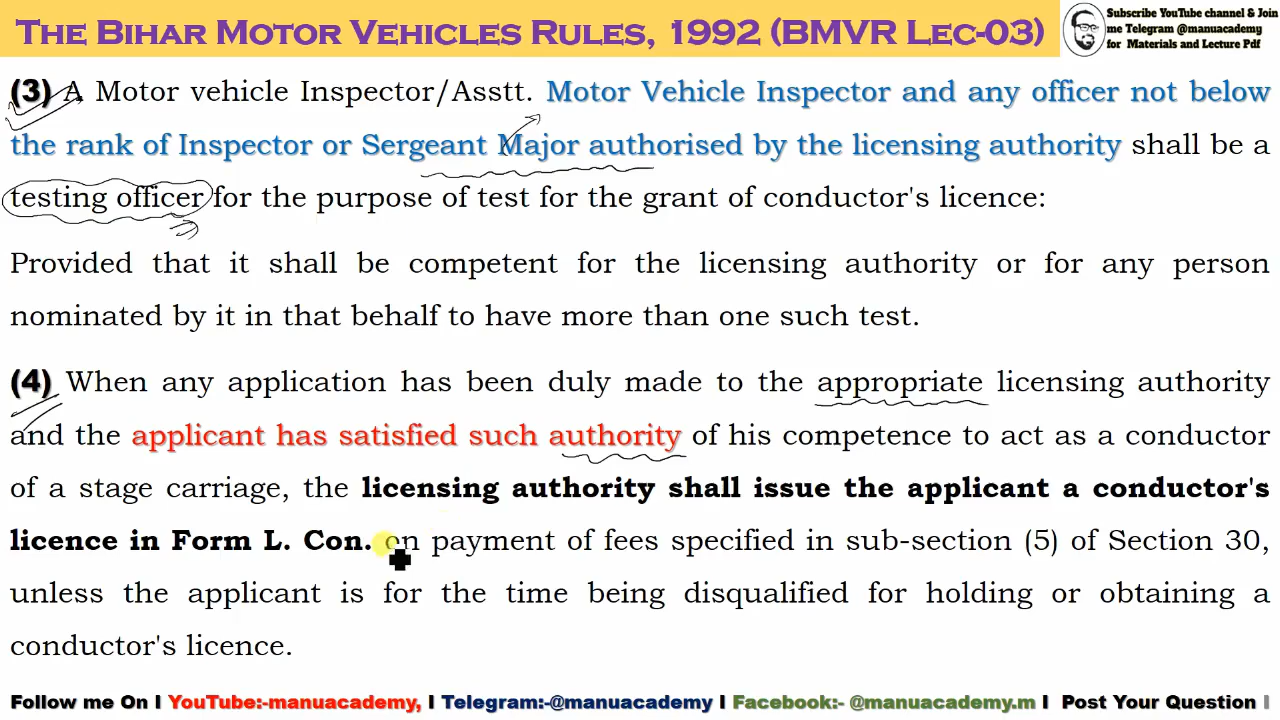 THE BIHAR MOTOR VEHICLES RULES, 1992 (BMVR LEC-03)
Subscribe YouTube channel & Join
me Telegram @manuacademy
for Materials and Lecture Pdf
(3) A Motor vehicle Inspector/Asstt. Motor Vehicle Inspector and any officer not below
the rank of Inspector or Sergeant Major authorised by the licensing authority shall be a
testing officer for the purpose of test for the grant of conductor's licence:
Provided that it shall be competent for the licensing authority or for any person
nominated by it in that behalf to have more than one such test.
(4) When any application has been duly made to the appropriate licensing authority
and the applicant has satisfied such authority of his competence to act as a conductor
of a stage carriage, the licensing authority shall issue the applicant a conductor's
licence in Form L. Con. on payment of fees specified in sub-section (5) of Section 30,
unless the applicant is for the time being disqualified for holding or obtaining a
conductor's licence.
Follow me On I YouTube:-manuacademy, I Telegram:-@manuacademy I Facebook:- @manuacademy.m I Post Your Question I